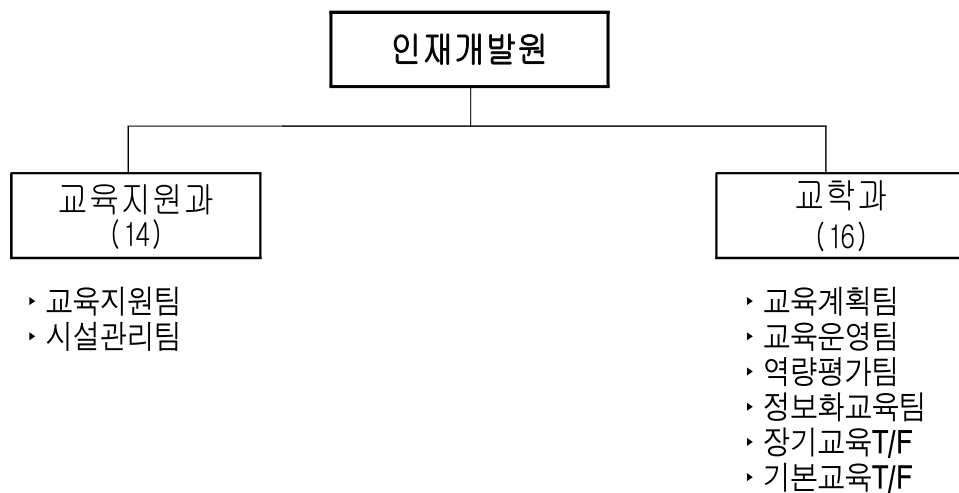 인재개발원
교육지원과
(14)
▸ 교육지원팀
▸ 시설관리팀
교학과
(16)
▸ 교육계획팀
▸ 교육운영팀
▸ 역량평가팀
▸ 정보화교육팀
▸ 장기교육T/F
▸ 기본교육T/F